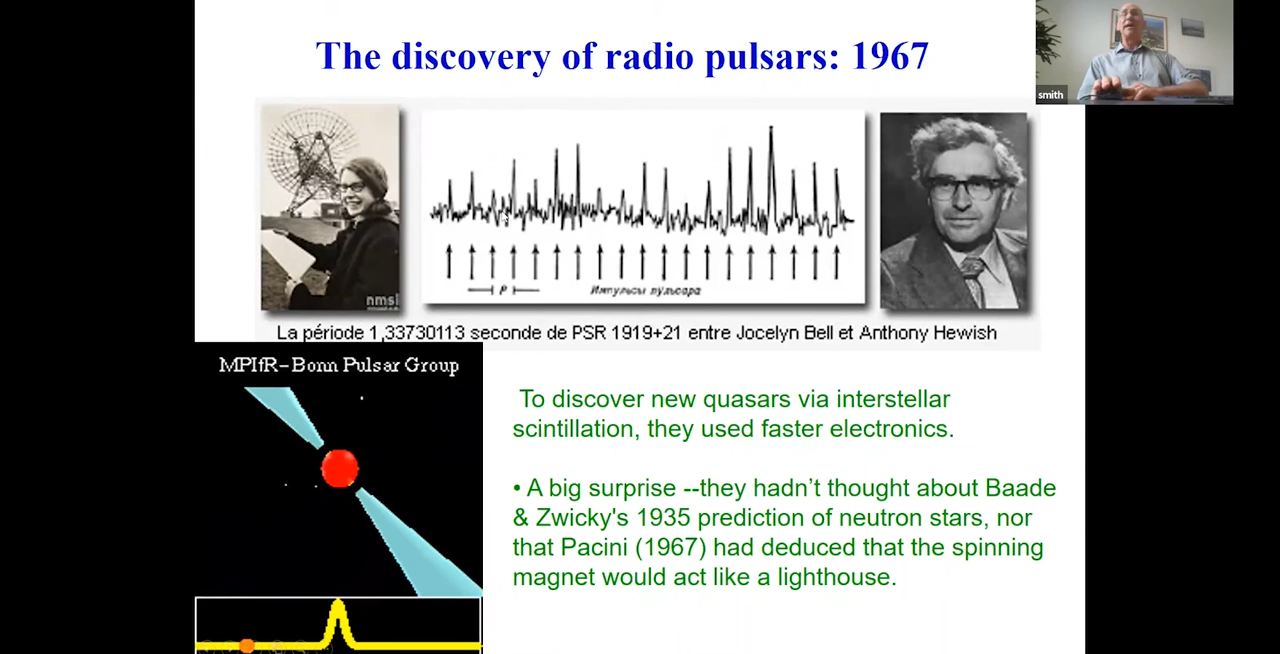 The discovery of radio pulsars: 1967
smith
nmsi
P
Импульсы пульсара
La période 1,33730113 seconde de PSR 1919+21 entre Jocelyn Bell et Anthony Hewish
MPIfR-Bonn Pulsar Group
To discover new quasars via interstellar
scintillation, they used faster electronics.
• A big surprise --they hadn't thought about Baade
& Zwicky's 1935 prediction of neutron stars, nor
that Pacini (1967) had deduced that the spinning
magnet would act like a lighthouse.